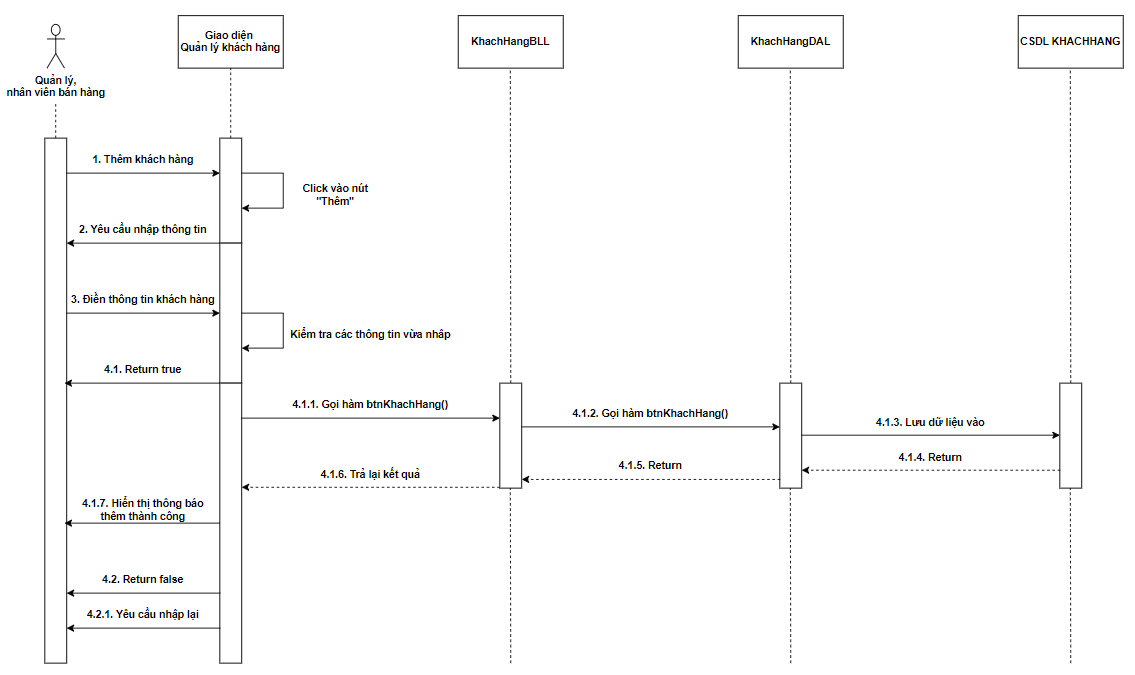 Quản lý,
nhân viên bán hàng
Giao diện
Quản lý khách hàng
KhachHangBLL
KhachHangDAL
CSDL KHACHHANG
1. Thêm khách hàng
Click vào nút
"Thêm"
2. Yêu cầu nhập thông tin
3. Điền thông tin khách hàng
Kiểm tra các thông tin vừa nhâp
4.1. Return true
4.1.1. Gọi hàm btnKhachHang()
4.1.2. Gọi hàm btnKhachHang()
4.1.3. Lưu dữ liệu vào
4.1.4. Return
4.1.5. Return
4.1.6. Trả lại kết quả
4.1.7. Hiển thị thông báo
thêm thành công
4.2. Return false
4.2.1. Yêu cầu nhập lại